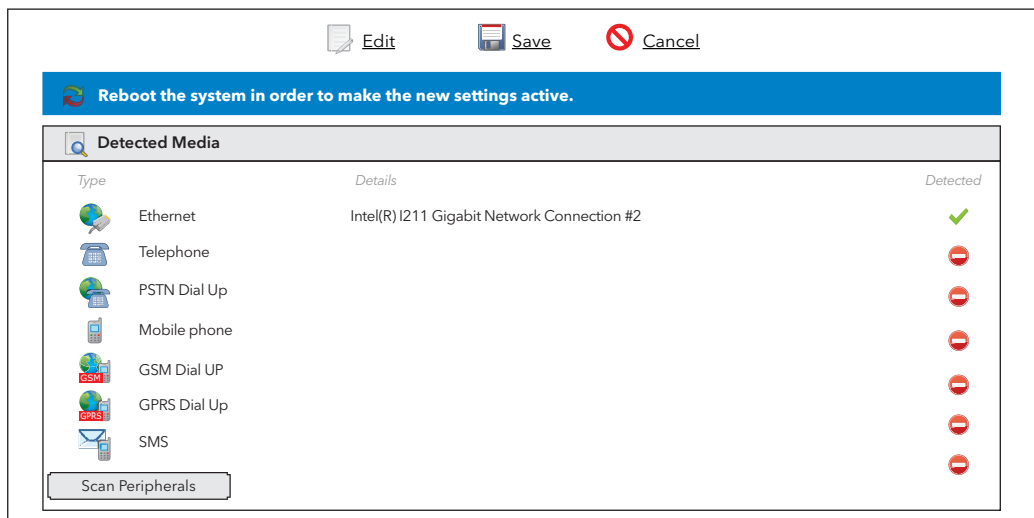 Edit Save Cancel
Reboot the system in order to make the new settings active.
Detected Media
Type Details Detected
Ethernet Intel(R) I211 Gigabit Network Connection #2
Telephone
PSTN Dial Up
Mobile phone
GSM
GSM Dial UP
GPRS
GPRS Dial Up
SMS
Scan Peripherals